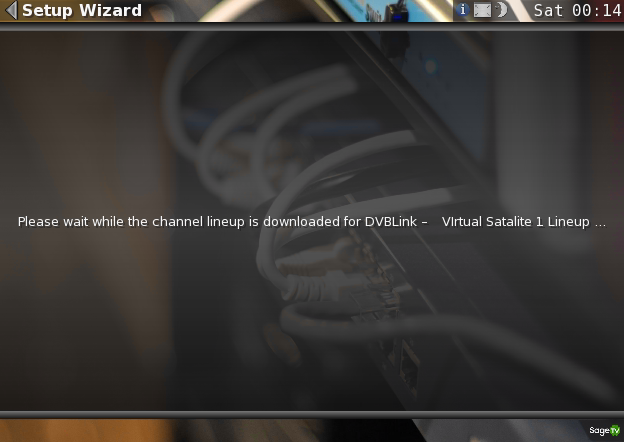 Setup Wizard
Sat 00:14
Please wait while the channel lineup is downloaded for DVBLink – VIrtual Satalite 1 Lineup ...
SageTV